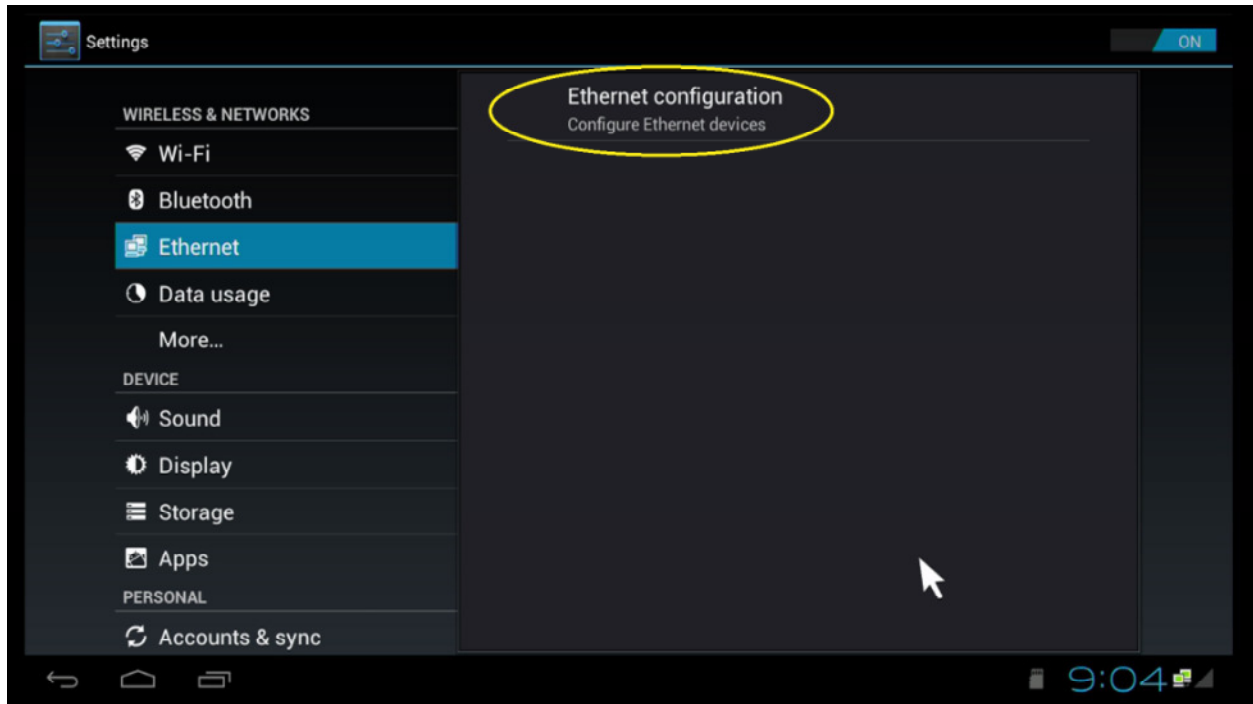 Settings
ON
WIRELESS & NETWORKS
Wi-Fi
Bluetooth
Ethernet
Data usage
More...
DEVICE
Sound
Display
Storage
Apps
PERSONAL
Accounts & sync
Ethernet configuration
Configure Ethernet devices
9:04